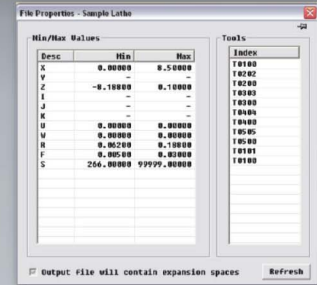 File Properties - Sample Lathe
Min/Max Values
Desc Min Max
X 0.00000 8.50000
Y - -
Z -8.18800 0.10000
I - -
J - -
K - -
U 0.00000 0.00000
W 0.00000 0.00000
R 0.06200 0.18800
F 0.00500 0.03000
S 266.00000 99999.00000
Tools
Index
T0100
T0202
T0200
T0303
T0300
T0404
T0400
T0505
T0500
T0101
T0100
Output File will contain expansion spaces
Refresh